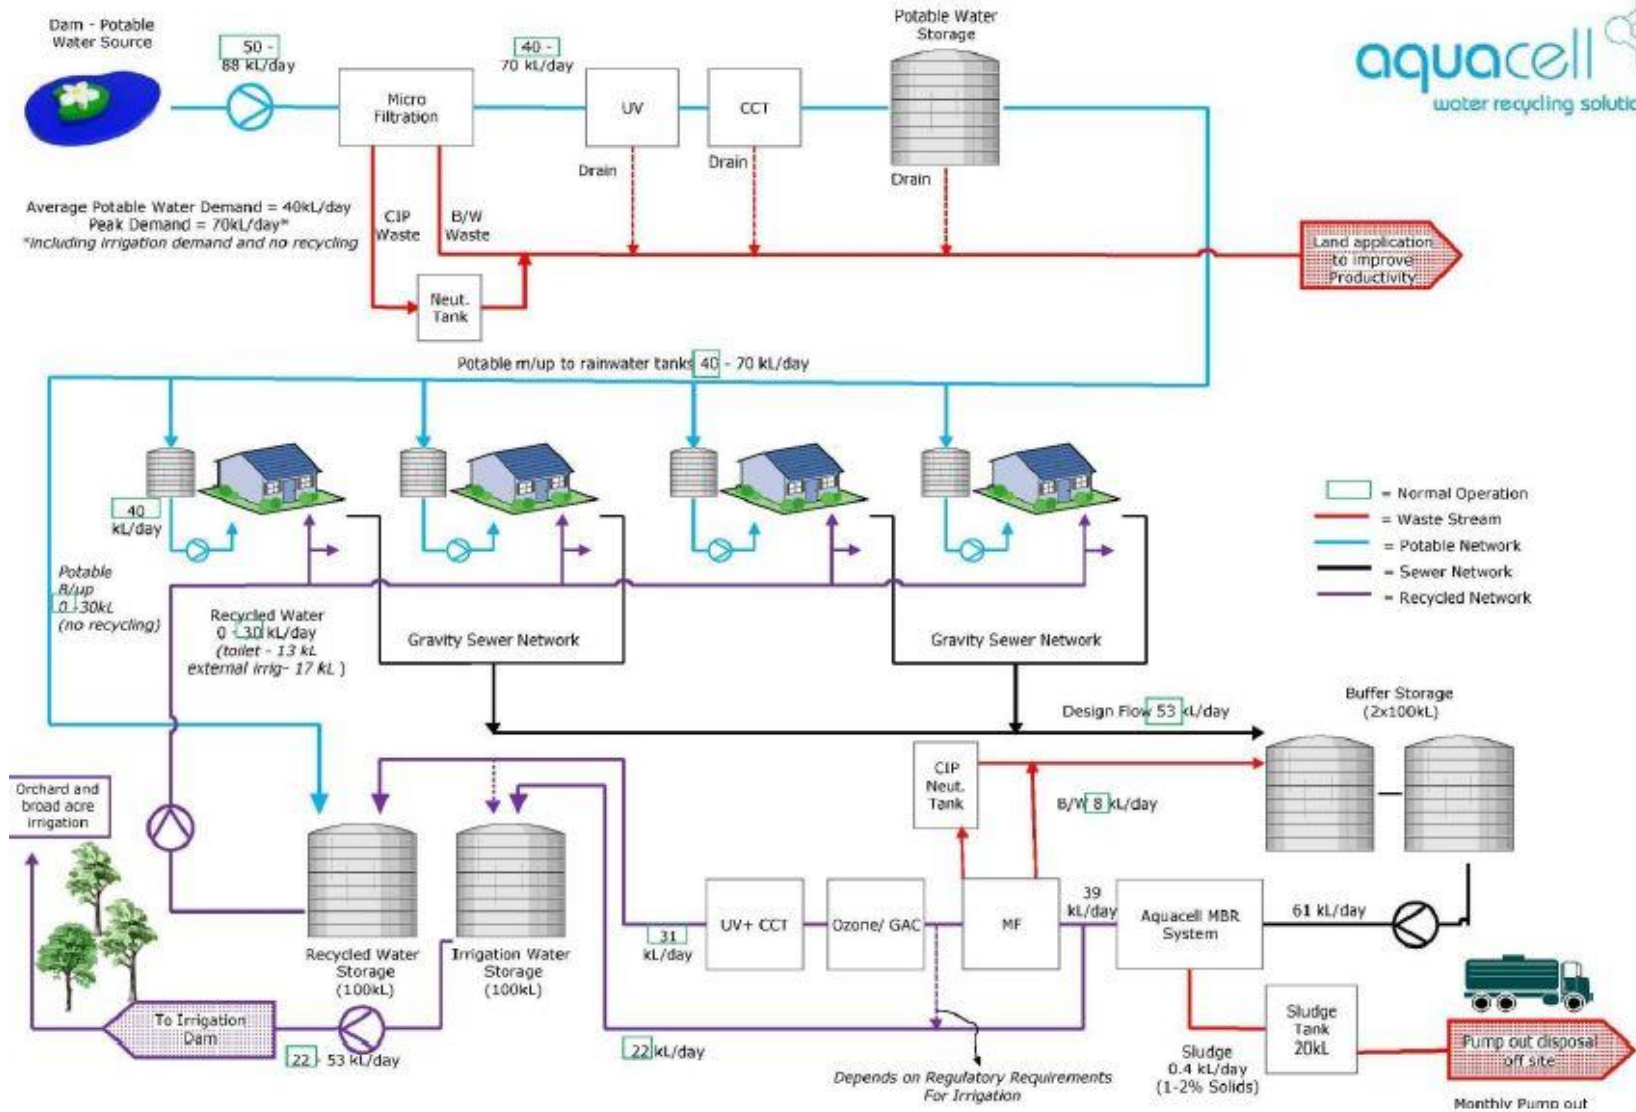 Dam - Potable
Water Source
50 -
88 kL/day
40 -
70 kL/day
Potable Water
Storage
aquacell
water recycling solutio
Micro
Filtration
UV
CCT
Drain
Drain
Drain
Average Potable Water Demand = 40kL/day
Peak Demand = 70kL/day*
*including irrigation demand and no recycling
CIP
Waste
B/W
Waste
Neut.
Tank
Land application
to improve
Productivity
Potable m/up to rainwater tanks 40 - 70 kL/day
40
kL/day
= Normal Operation
= Waste Stream
= Potable Network
= Sewer Network
= Recycled Network
Potable
B/up
0 -30kL
(no recycling)
Recycled Water
0 - 30 kL/day
(toilet - 13 kL
external irrig- 17 kL )
Gravity Sewer Network
Gravity Sewer Network
Design Flow 53 kL/day
Buffer Storage
(2x100kL)
CIP
Neut.
Tank
B/W 8 kL/day
Orchard and
broad acre
irrigation
Recycled Water
Storage
(100kL)
Irrigation Water
Storage
(100kL)
31
kL/day
UV+ CCT
Ozone/ GAC
MF
39
kL/day
Aquacell MBR
System
61 kL/day
To Irrigation
Dam
22 - 53 kL/day
22 kL/day
Depends on Regulatory Requirements
For Irrigation
Sludge
0.4 kL/day
(1-2% Solids)
Sludge
Tank
20kL
Pump out disposal
off site
Monthly Pump out